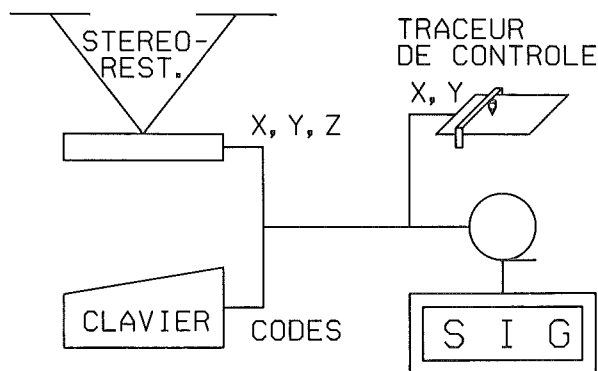 STEREO-
REST.
TRACEUR
DE CONTROLE
X, Y
X, Y, Z
CLAVIER
CODES
S I G